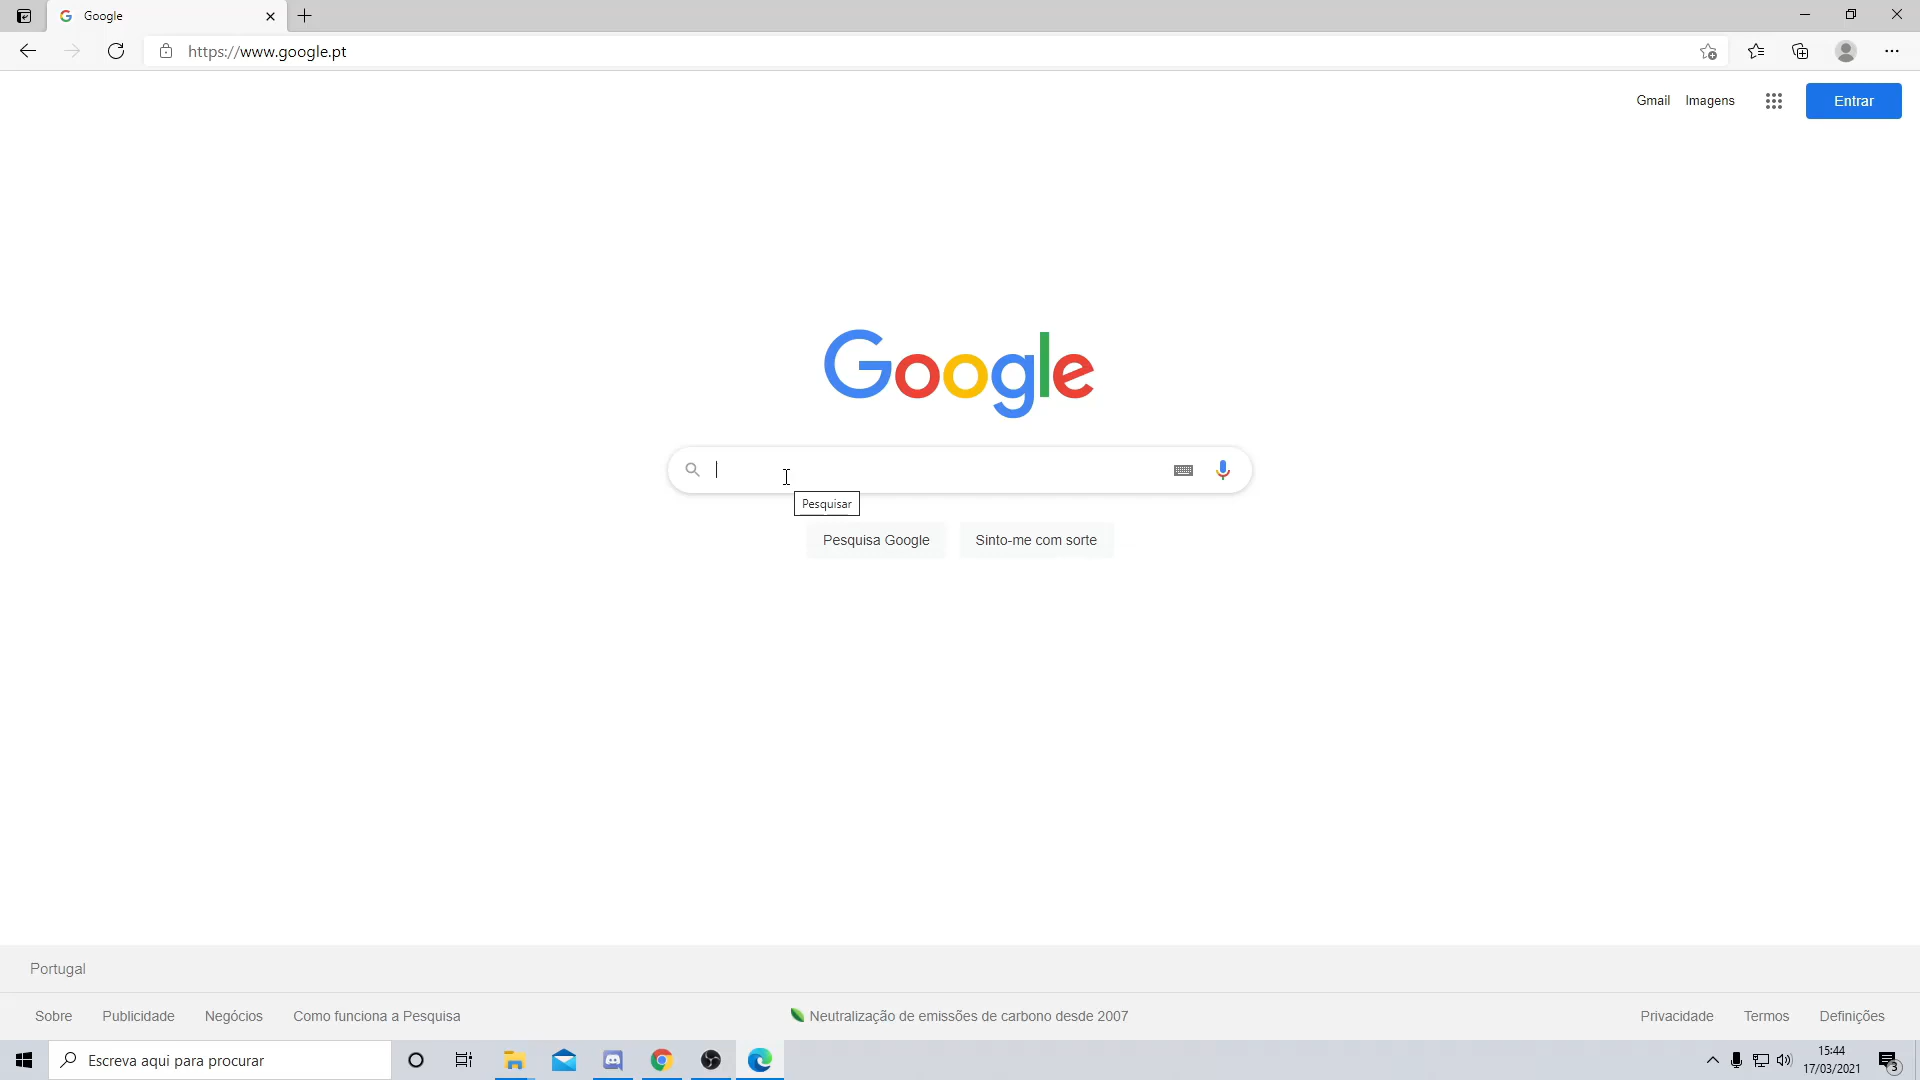 Google
https://www.google.pt
Gmail Imagens Entrar
Google
Pesquisar
Pesquisa Google Sinto-me com sorte
Portugal
Sobre Publicidade Negócios Como funciona a Pesquisa Neutralização de emissões de carbono desde 2007 Privacidade Termos Definições
Escreva aqui para procurar
15:44
17/03/2021
3